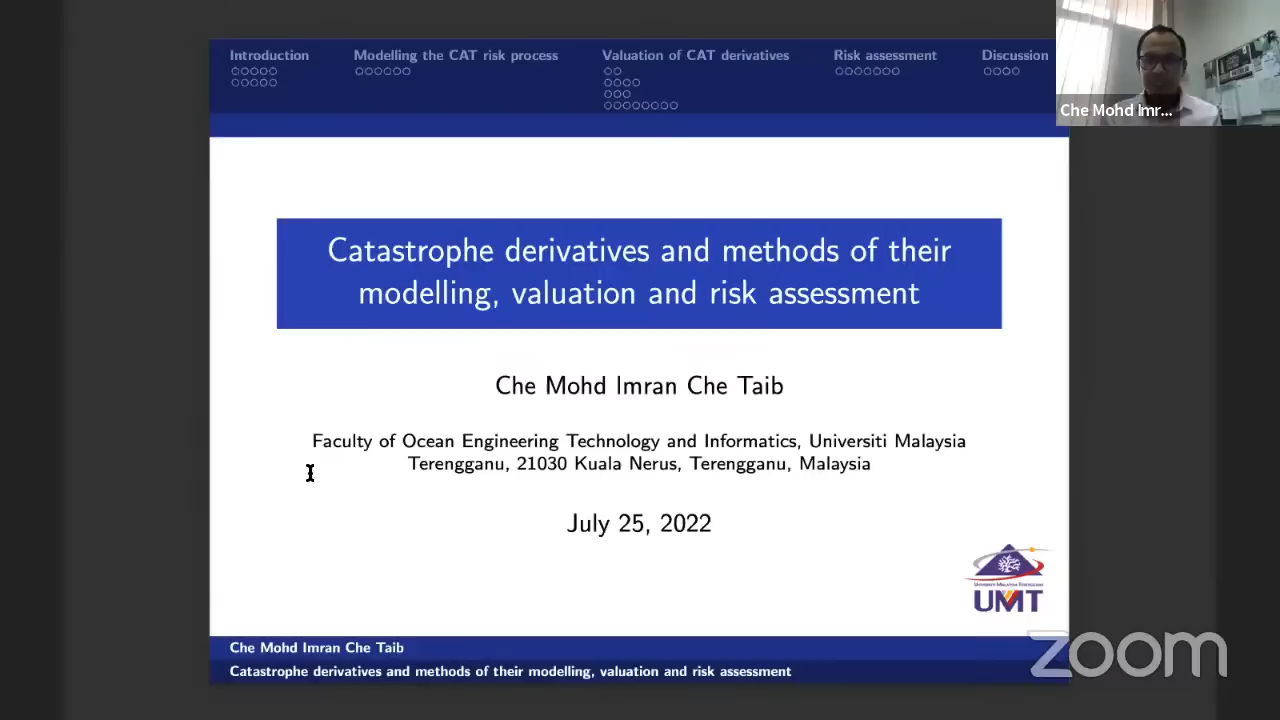 Introduction
Modelling the CAT risk process
Valuation of CAT derivatives
Risk assessment
Discussion
Che Mohd Imr...
Catastrophe derivatives and methods of their
modelling, valuation and risk assessment
Che Mohd Imran Che Taib
Faculty of Ocean Engineering Technology and Informatics, Universiti Malaysia
Terengganu, 21030 Kuala Nerus, Terengganu, Malaysia
July 25, 2022
UNIVERSITI MALAYSIA TERENGGANU
UMT
Che Mohd Imran Che Taib
Catastrophe derivatives and methods of their modelling, valuation and risk assessment
zoom